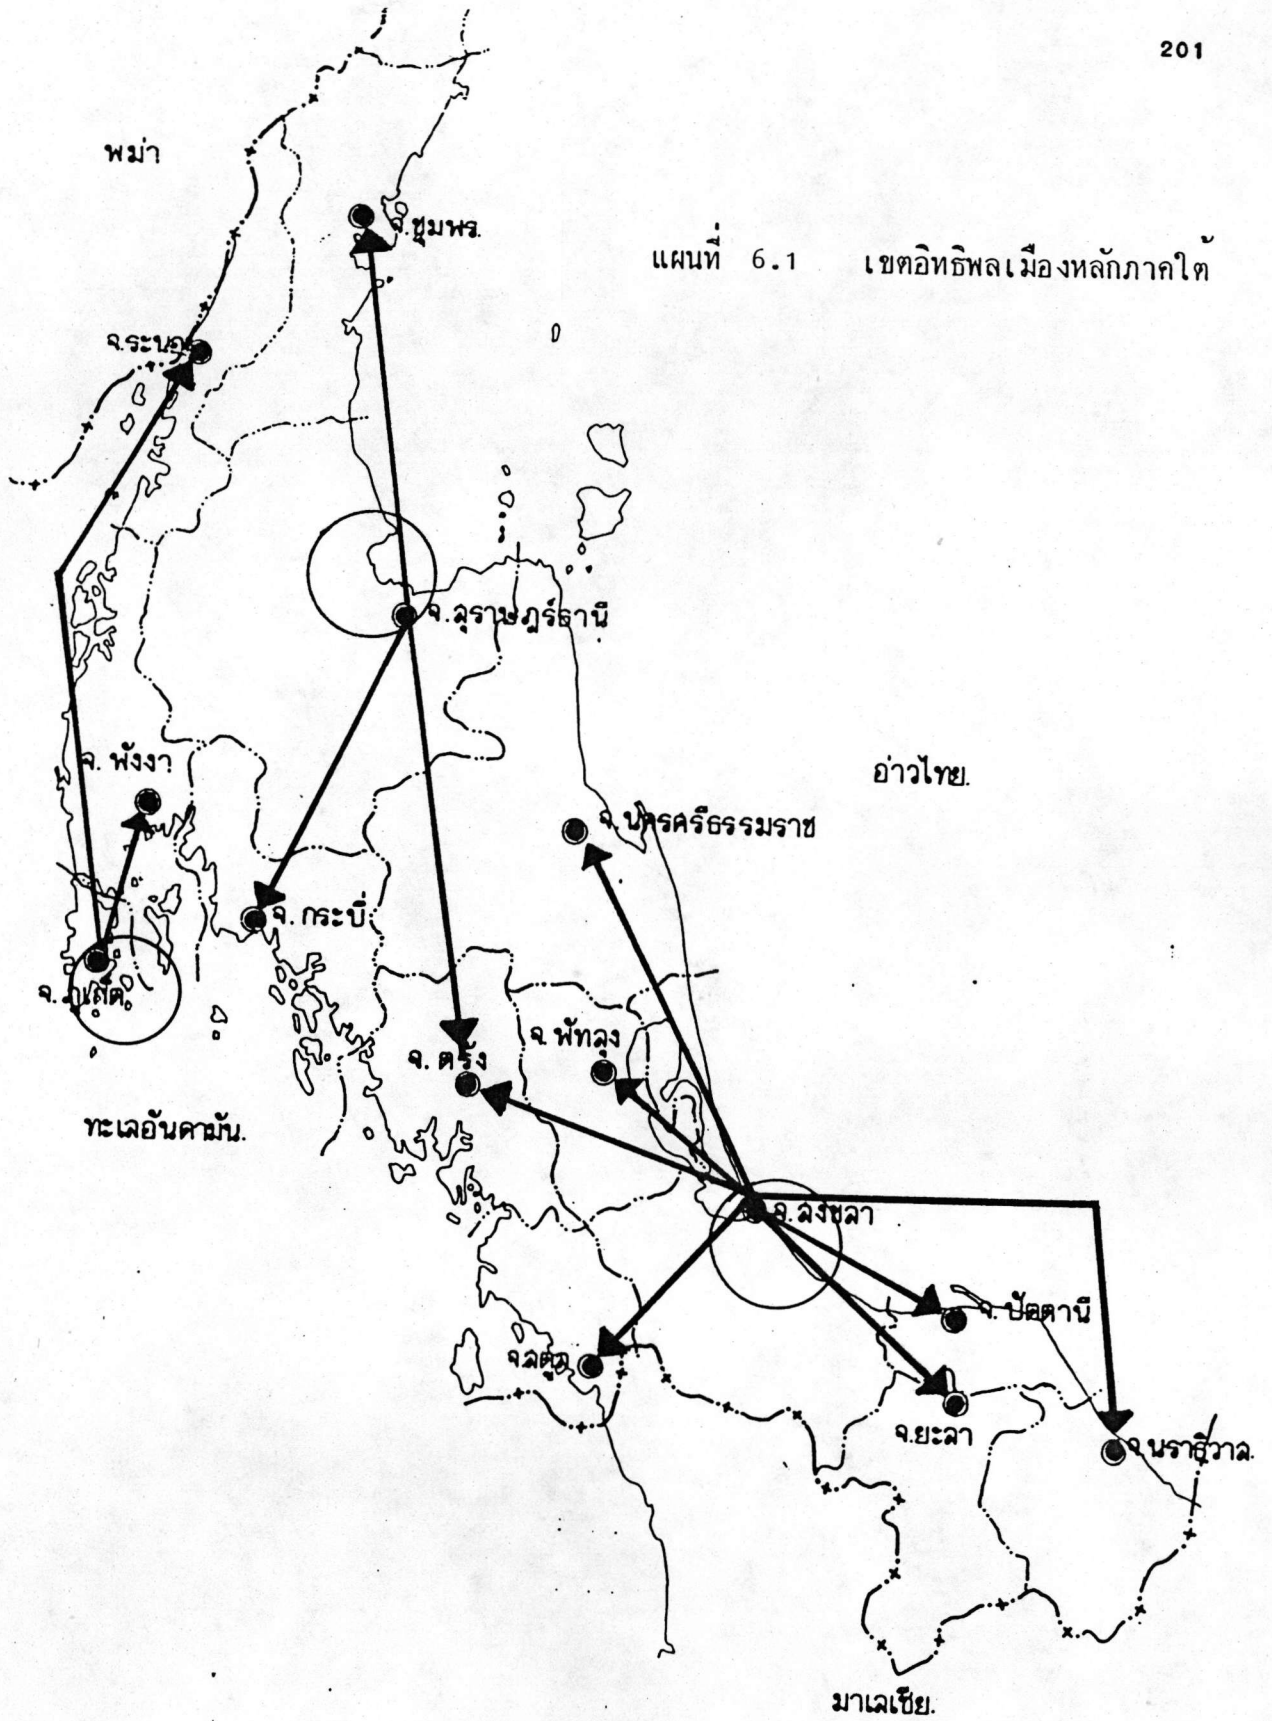 201
พม่า
จ.ชุมพร.
แผนที่ 6.1 เขตอิทธิพลเมืองหลักภาคใต้
จ.ระนอง
จ.สุราษฎร์ธานี
จ. พังงา
อ่าวไทย.
จ.นครศรีธรรมราช
จ. กระบี่
จ.ภูเก็ต
จ. พัทลุง
จ. ตรัง
ทะเลอันดามัน.
จ.สงขลา
จ. ปัตตานี
จ.สตูล
จ.ยะลา
จ.นราธิวาส.
มาเลเซีย.